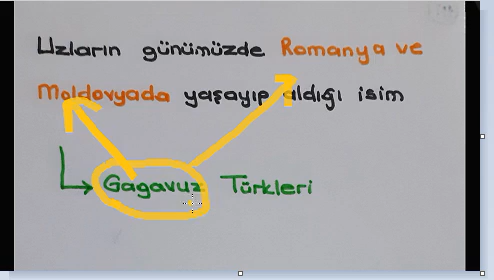 Uzların günümüzde Romanya ve
Moldovyada yaşayıp aldığı isim
Gagavuz Türkleri